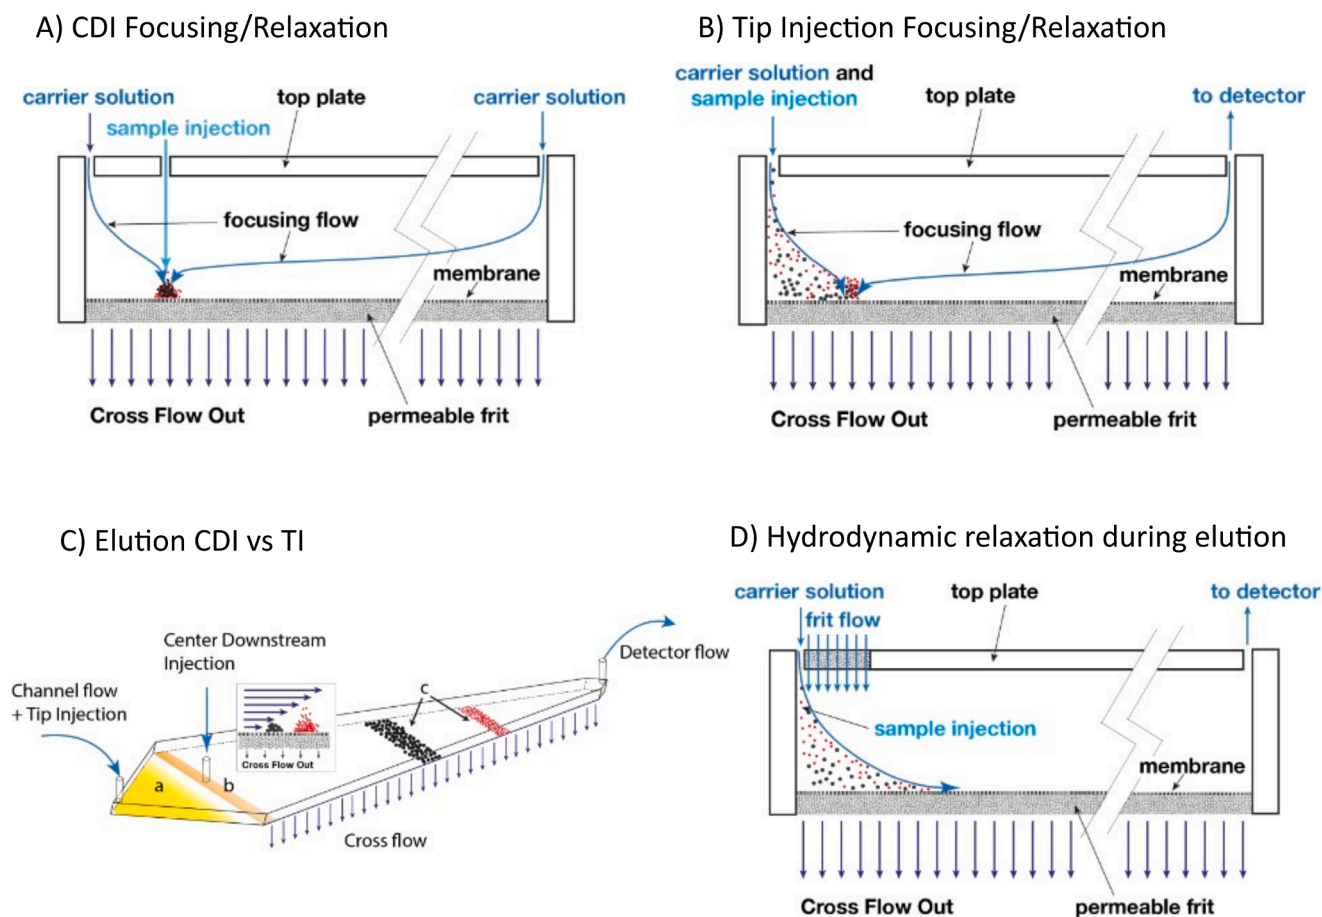 A) CDI Focusing/Relaxation
carrier solution
top plate
carrier solution
sample injection
focusing flow
membrane
Cross Flow Out
permeable frit
B) Tip Injection Focusing/Relaxation
carrier solution and
sample injection
top plate
to detector
focusing flow
membrane
Cross Flow Out
permeable frit
C) Elution CDI vs TI
Center Downstream
Injection
Detector flow
Channel flow
+ Tip Injection
c
Cross Flow Out
a
b
Cross flow
D) Hydrodynamic relaxation during elution
carrier solution
top plate
to detector
frit flow
sample injection
membrane
Cross Flow Out
permeable frit